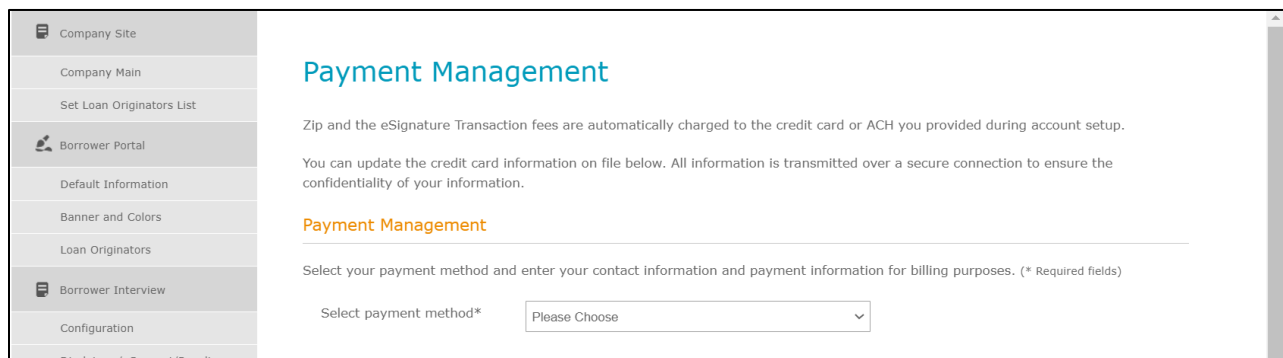 Company Site
Company Main
Set Loan Originators List
Borrower Portal
Default Information
Banner and Colors
Loan Originators
Borrower Interview
Configuration
Payment Management
Zip and the eSignature Transaction fees are automatically charged to the credit card or ACH you provided during account setup.
You can update the credit card information on file below. All information is transmitted over a secure connection to ensure the
confidentiality of your information.
Payment Management
Select your payment method and enter your contact information and payment information for billing purposes. (* Required fields)
Select payment method*
Please Choose